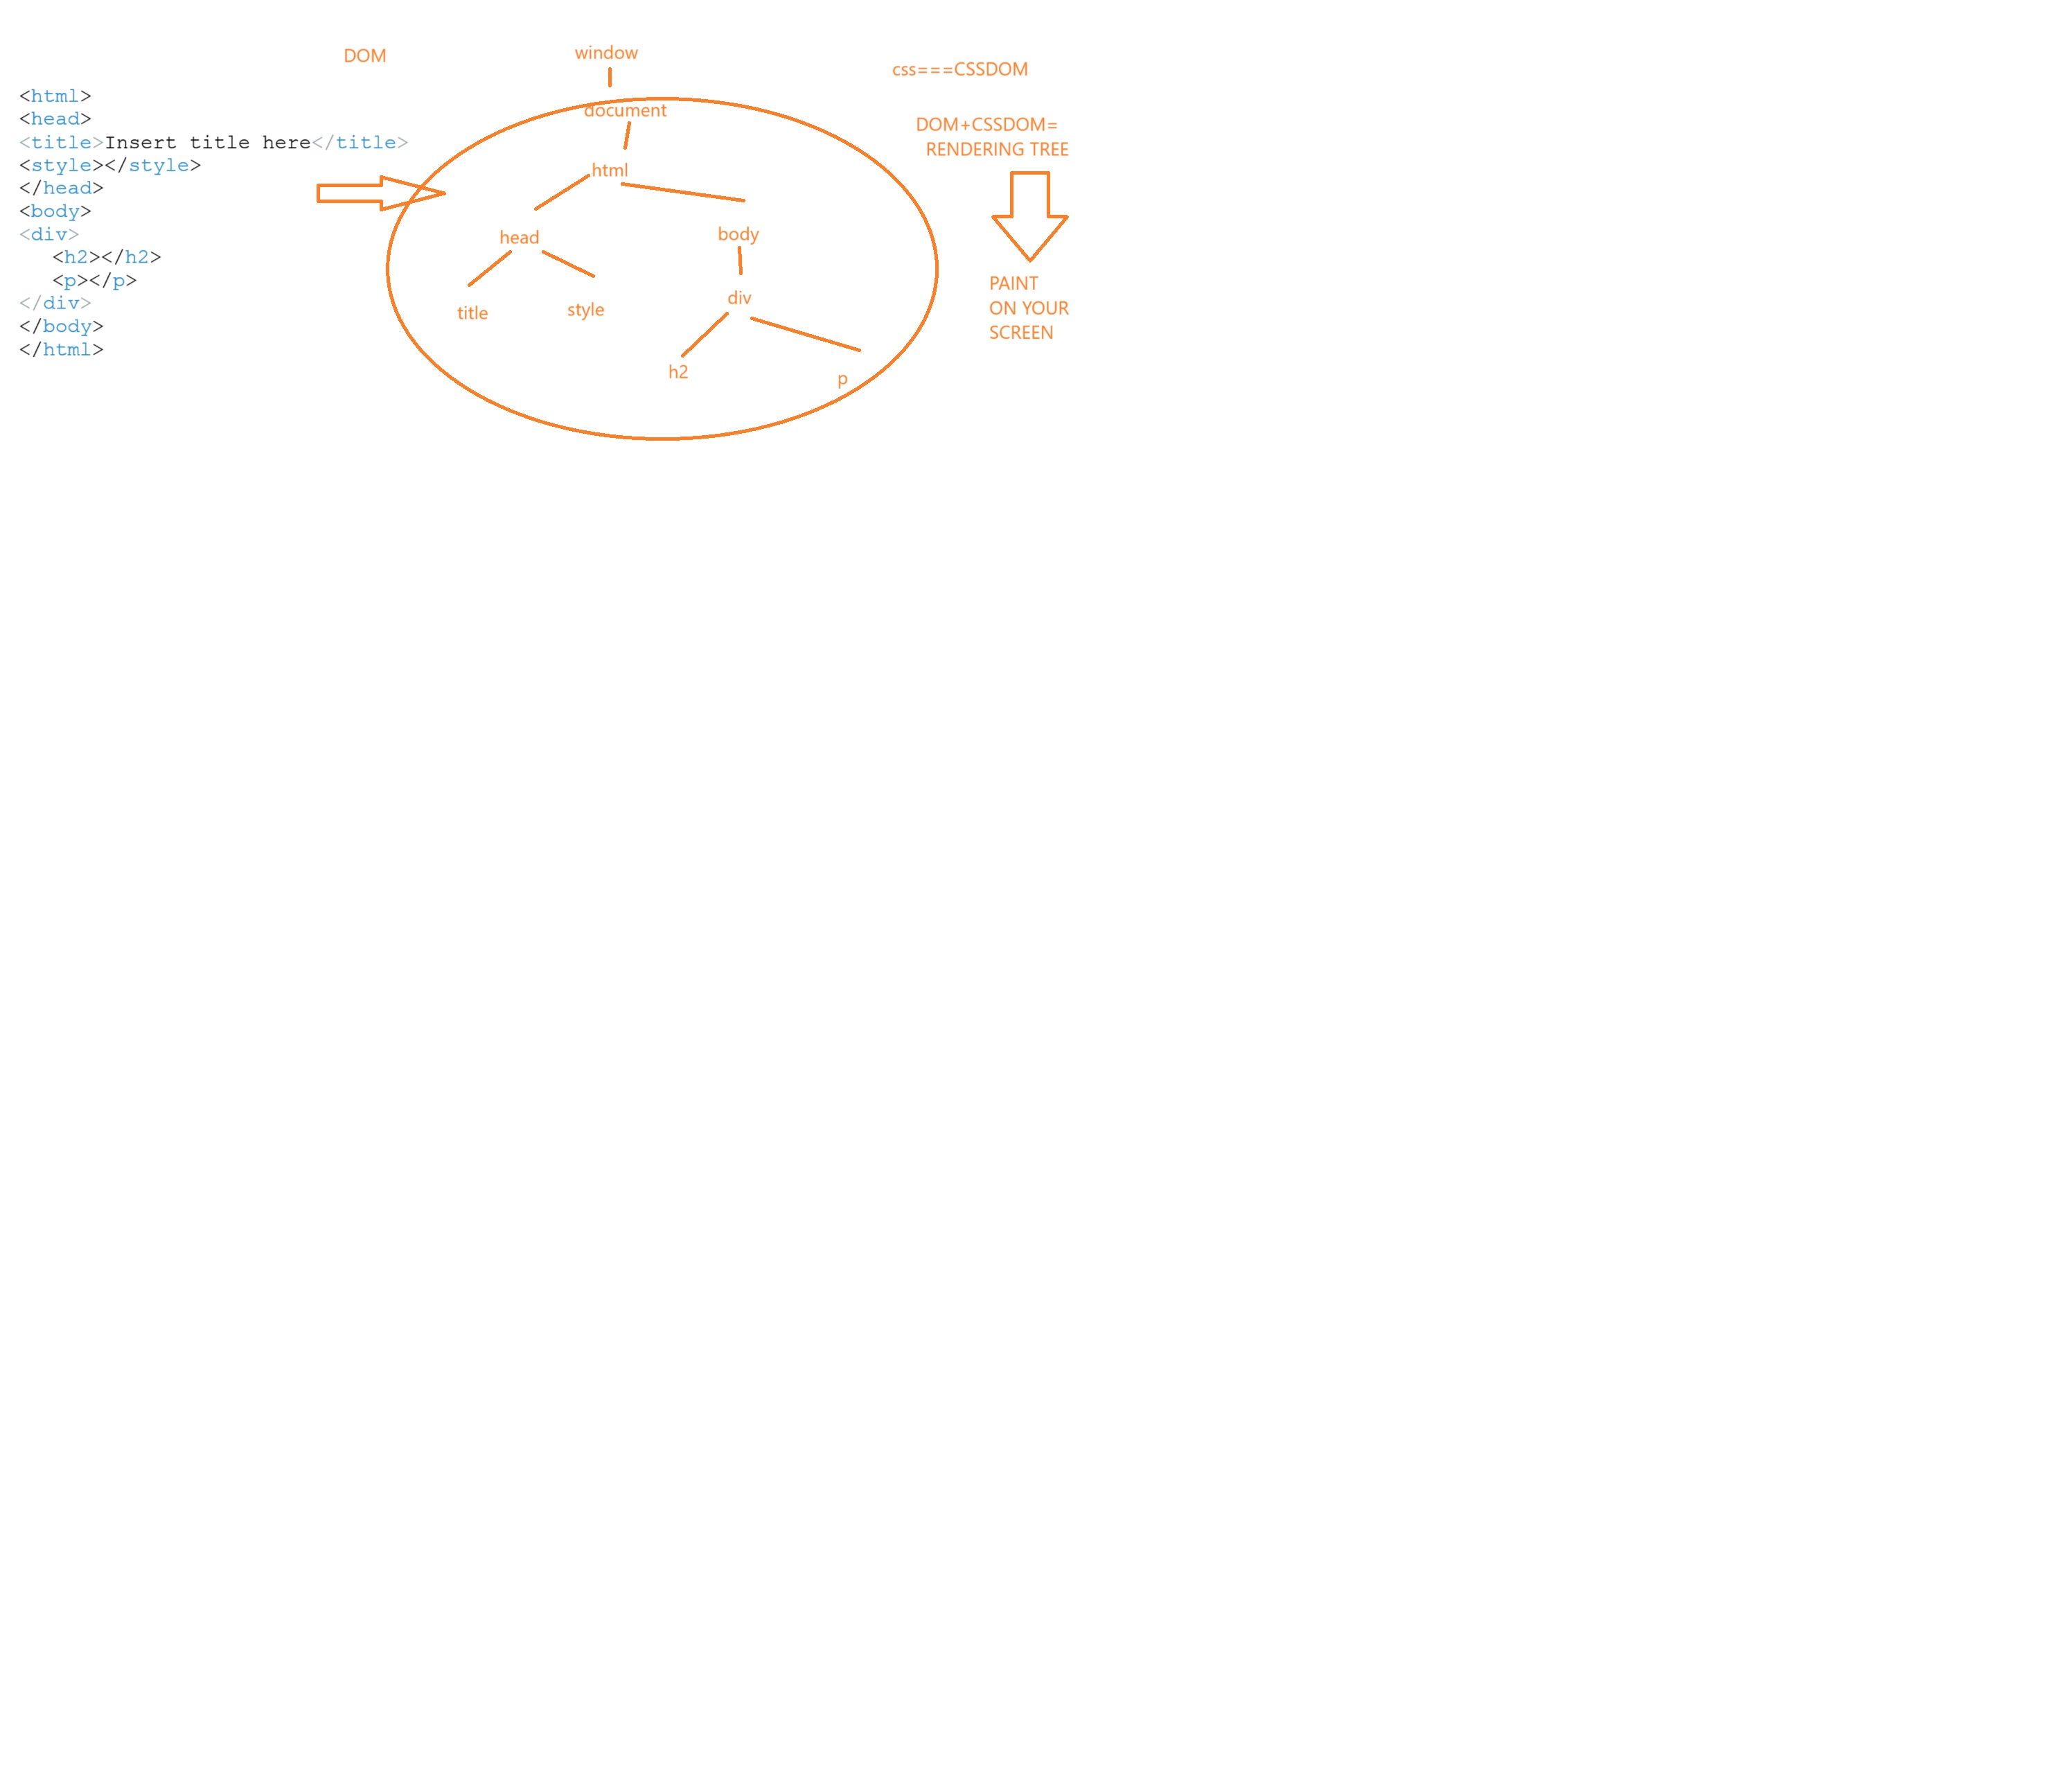 DOM
<html>
<head>
<title>Insert title here</title>
<style></style>
</head>
<body>
<div>
<h2></h2>
<p></p>
</div>
</body>
</html>
window
document
html
head
body
title
style
div
h2
p
css===CSSDOM
DOM+CSSDOM=
RENDERING TREE
PAINT
ON YOUR
SCREEN